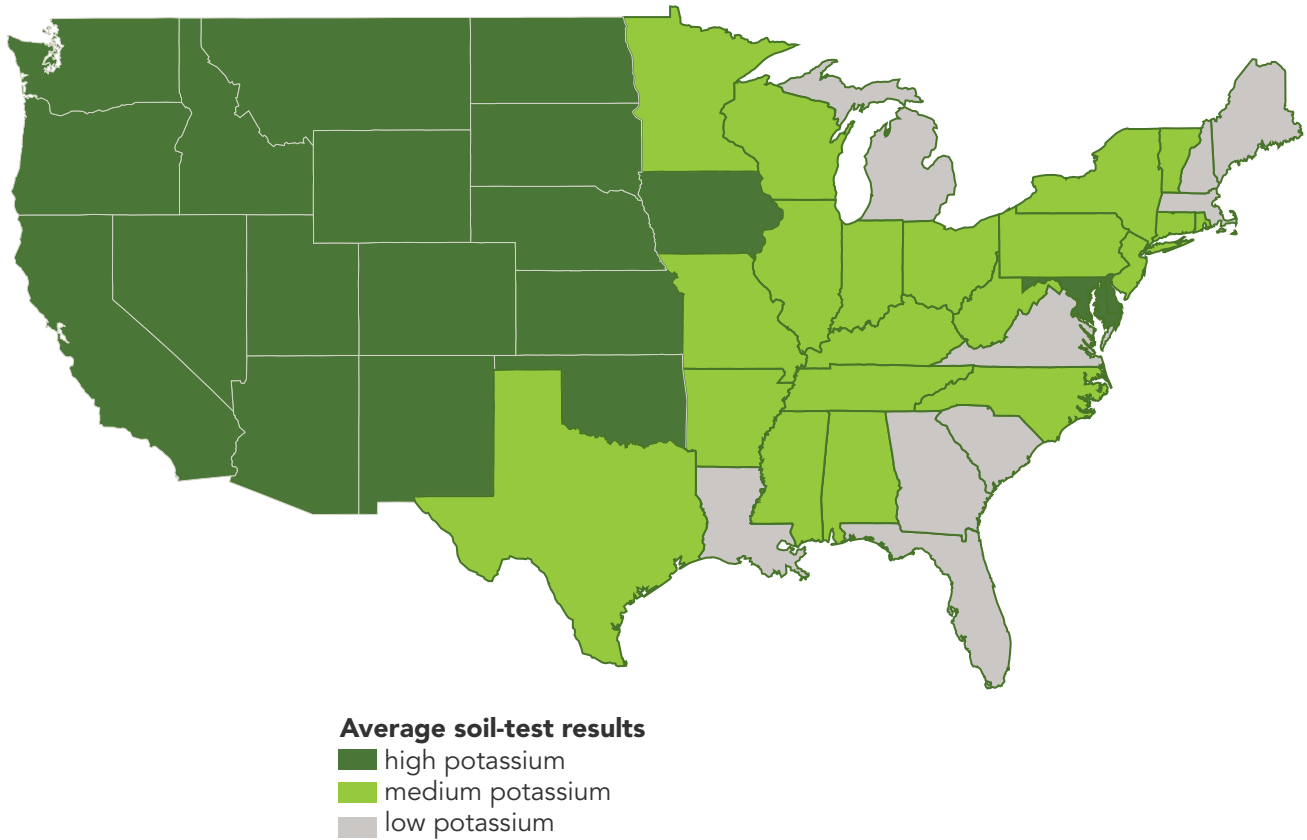 Average soil-test results
high potassium
medium potassium
low potassium